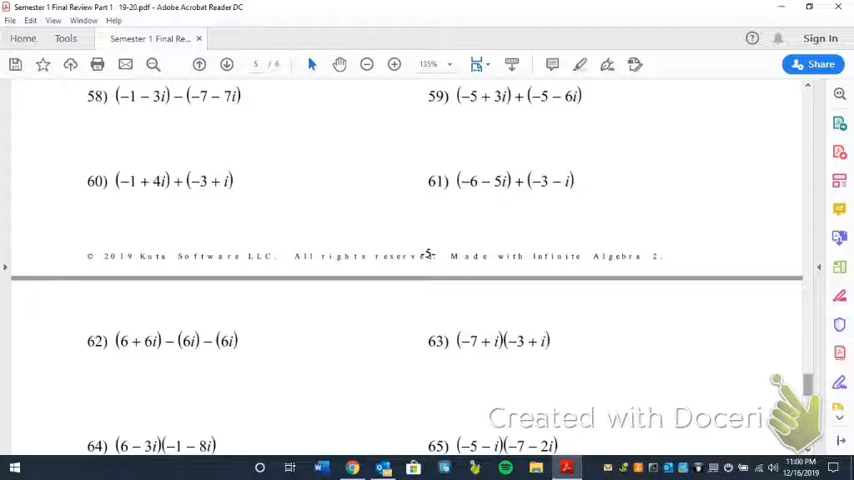 Semester 1 Final Review Part 1 19-20.pdf - Adobe Acrobat Reader DC
File Edit View Window Help
Home Tools Semester 1 Final Re... × Sign In
5 / 6 135% Share
58) (−1 − 3i) − (−7 − 7i) 59) (−5 + 3i) + (−5 − 6i)
60) (−1 + 4i) + (−3 + i) 61) (−6 − 5i) + (−3 − i)
© 2019 Kuta Software LLC. All rights reserve -5- Made with Infinite Algebra 2.
62) (6 + 6i) − (6i) − (6i) 63) (−7 + i)(−3 + i)
Created with Doceri
64) (6 − 3i)(−1 − 8i) 65) (−5 − i)(−7 − 2i)
11:00 PM
12/16/2019